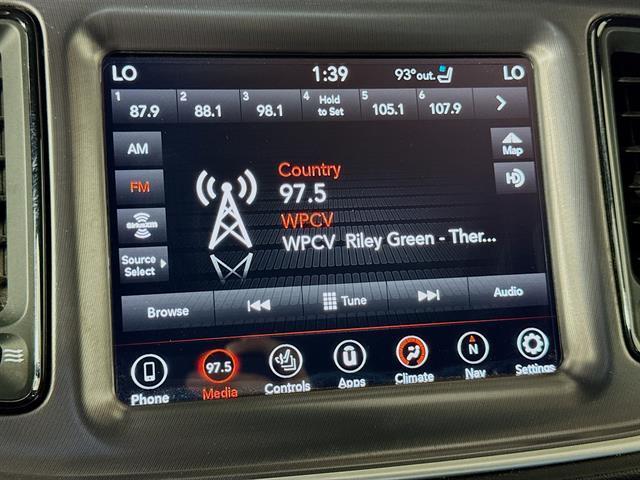 LO 1:39 93°out. LO
1 87.9 2 88.1 3 98.1 4 Hold to Set 5 105.1 6 107.9
AM
Map
FM
HD
Country
97.5
SiriusXM
WPCV
WPCV Riley Green - Ther...
Source
Select
Browse Tune Audio
97.5 N
Phone Media Controls Apps Climate Nav Settings